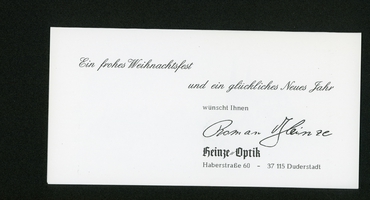 Ein frohes Weihnachtsfest
und ein glückliches Neues Jahr
wünscht Ihnen
Roman Heinze
Heinze-Optik
Haberstraße 60 - 37 115 Duderstadt